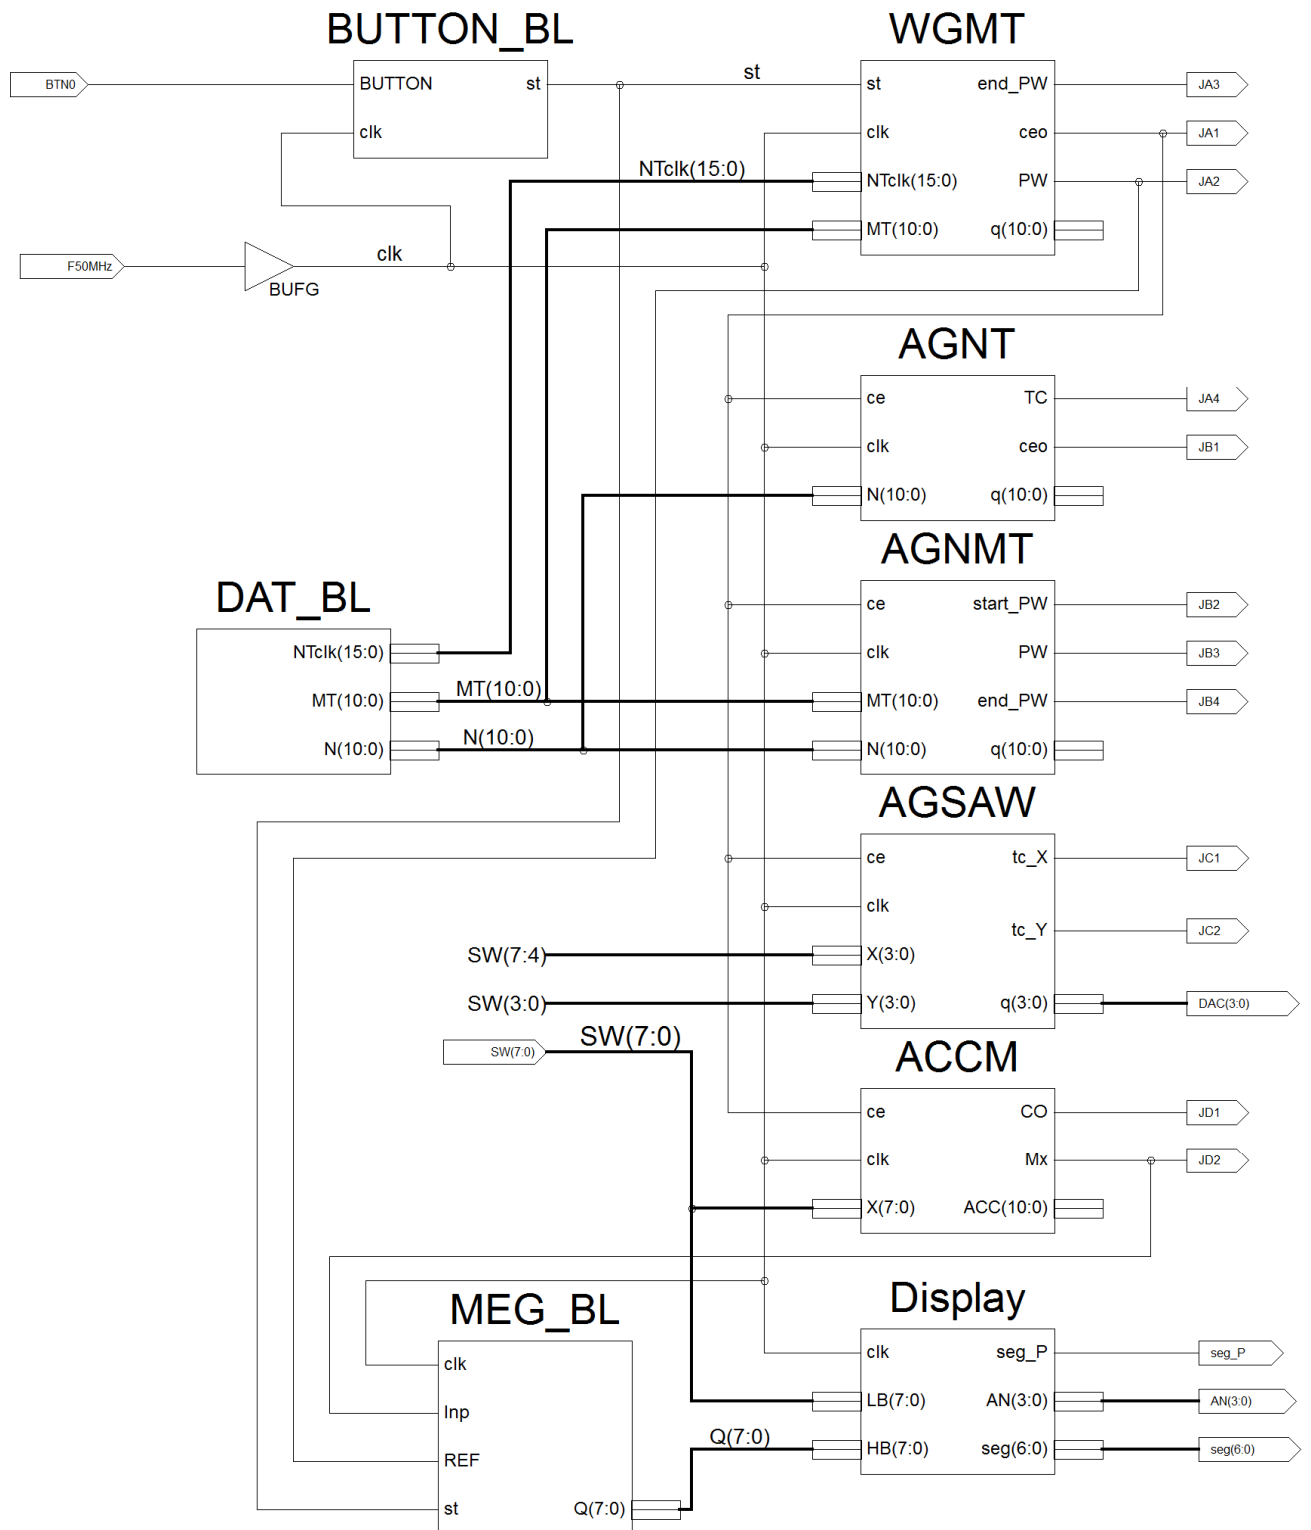 BUTTON_BL
WGMT
BTN0
BUTTON
st
st
st
end_PW
JA3
clk
clk
ceo
JA1
NTclk(15:0)
NTclk(15:0)
PW
JA2
MT(10:0)
q(10:0)
F50MHz
clk
BUFG
AGNT
ce
TC
JA4
clk
ceo
JB1
N(10:0)
q(10:0)
AGNMT
DAT_BL
ce
start_PW
JB2
NTclk(15:0)
clk
PW
JB3
MT(10:0)
MT(10:0)
MT(10:0)
end_PW
JB4
N(10:0)
N(10:0)
N(10:0)
q(10:0)
AGSAW
ce
tc_X
JC1
clk
tc_Y
JC2
SW(7:4)
X(3:0)
SW(3:0)
Y(3:0)
q(3:0)
DAC(3:0)
SW(7:0)
SW(7:0)
ACCM
ce
CO
JD1
clk
Mx
JD2
X(7:0)
ACC(10:0)
MEG_BL
Display
clk
clk
seg_P
seg_P
Inp
LB(7:0)
AN(3:0)
AN(3:0)
REF
Q(7:0)
HB(7:0)
seg(6:0)
seg(6:0)
st
Q(7:0)